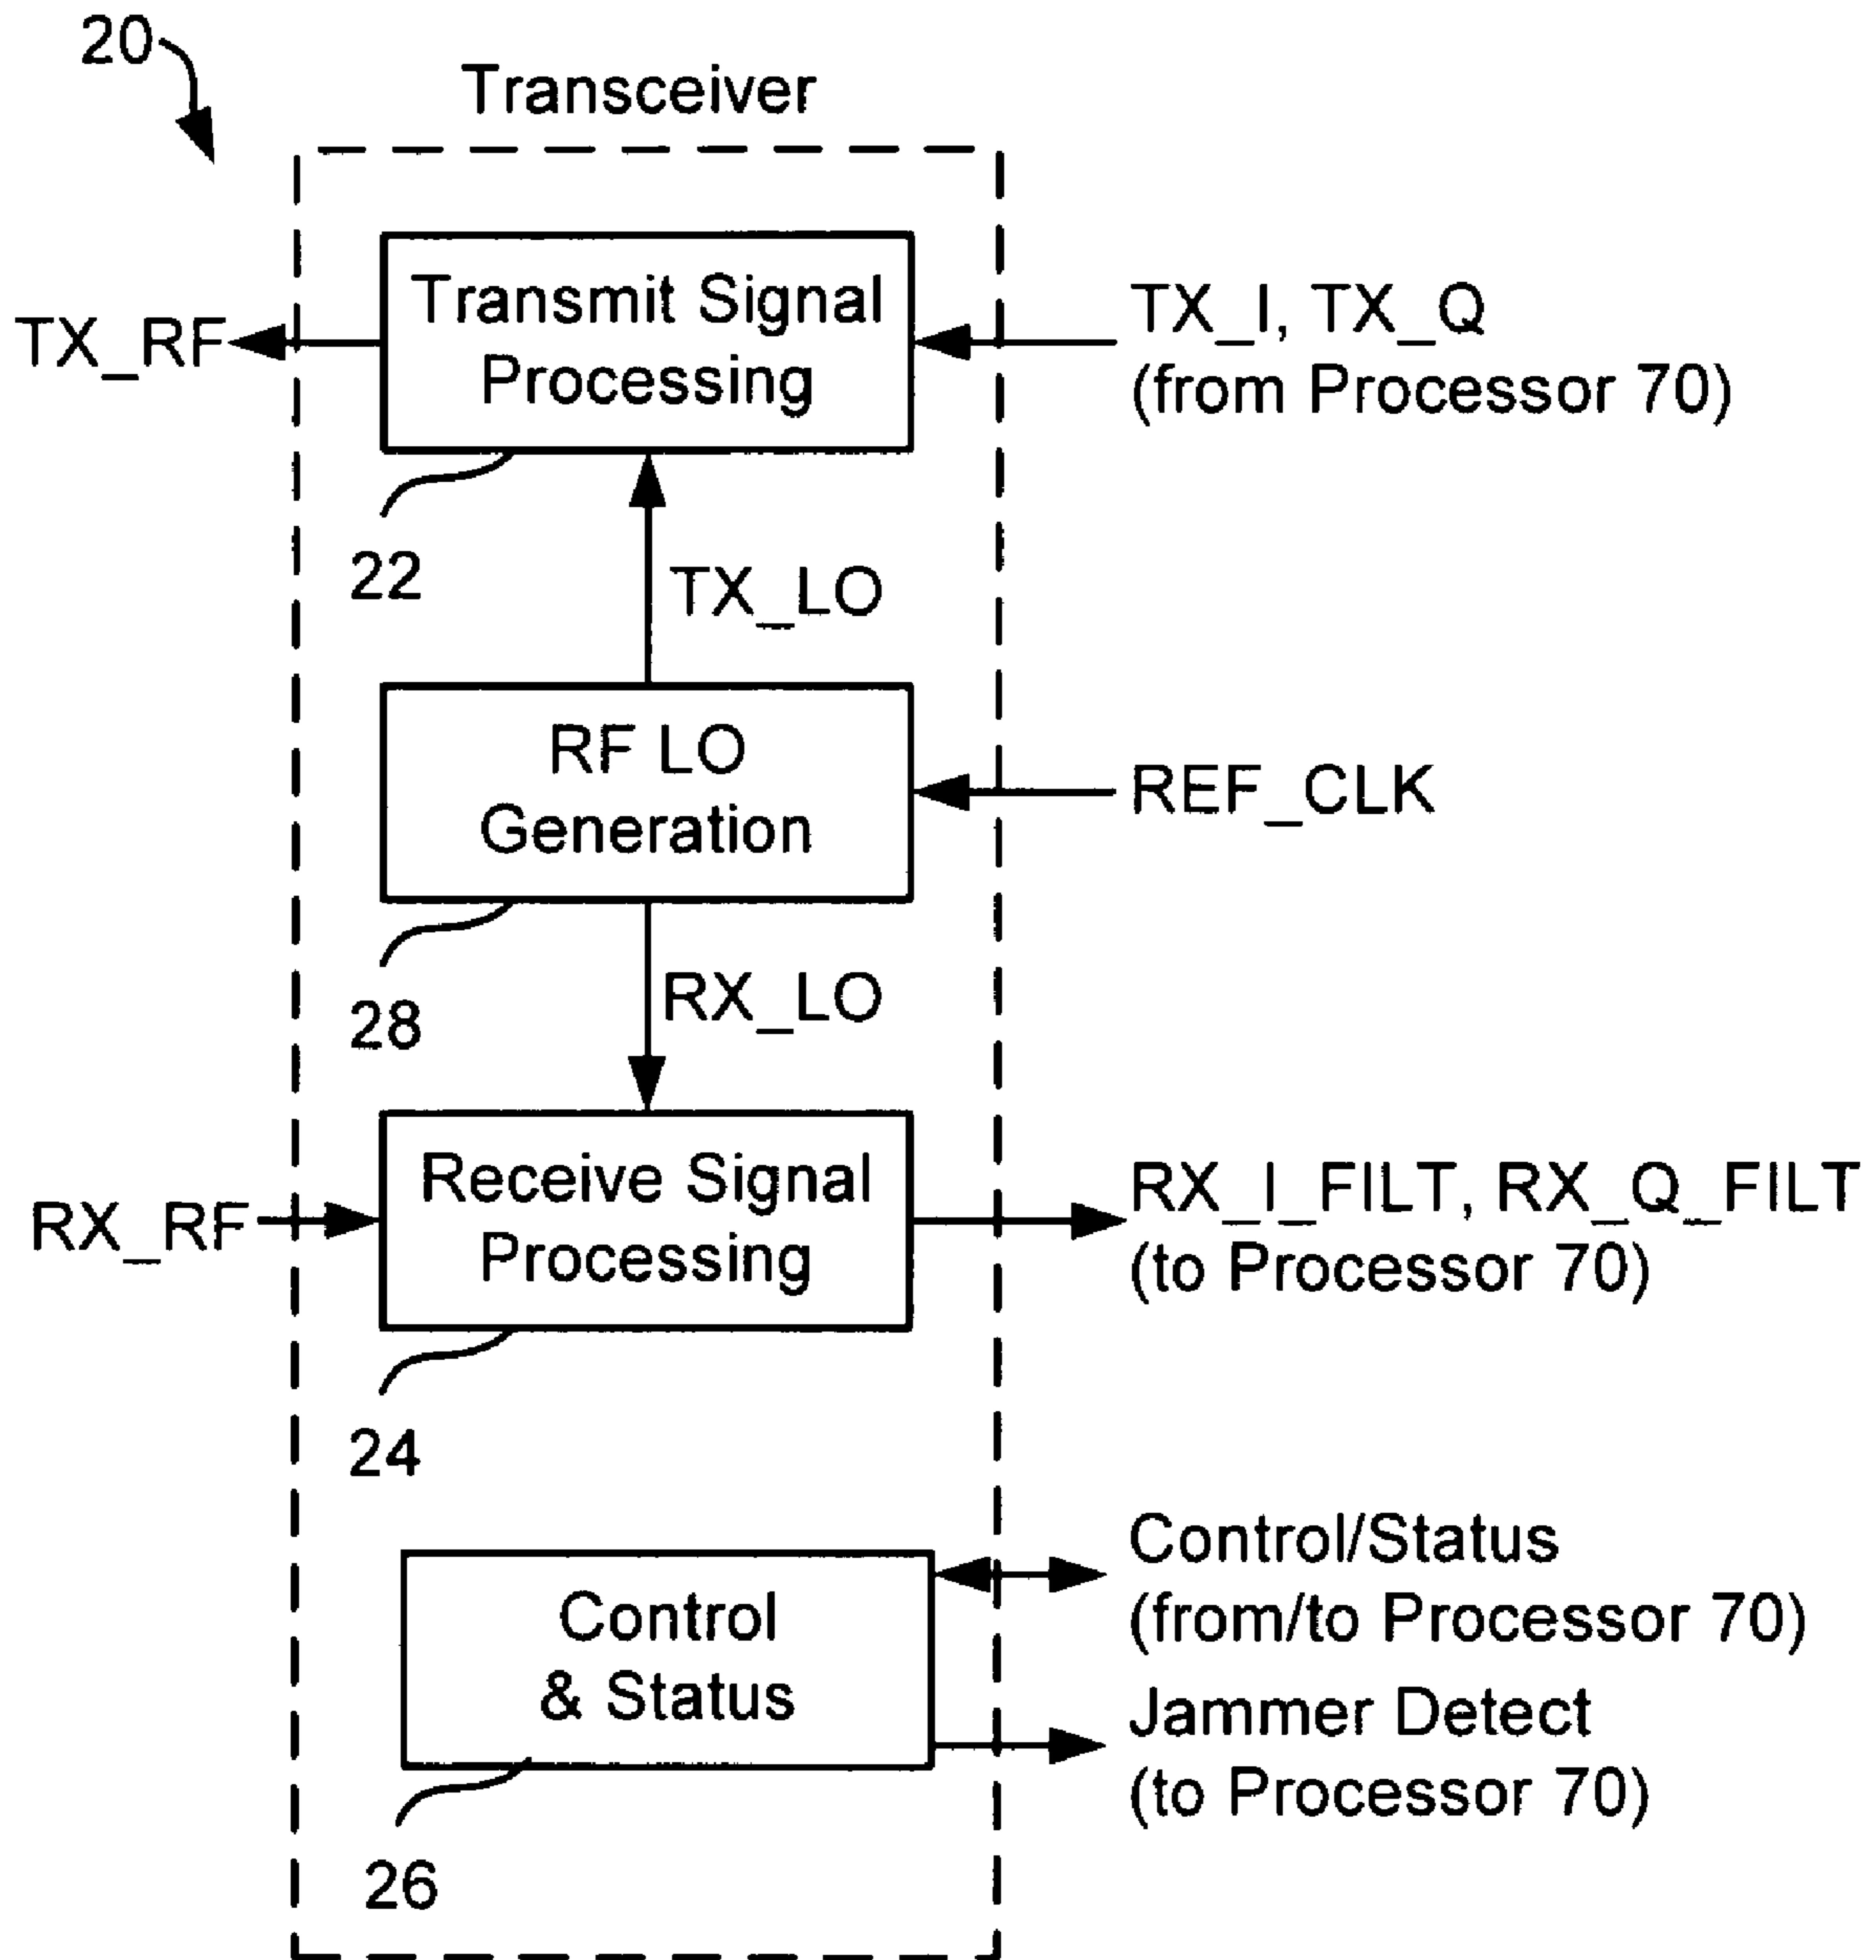 20
Transceiver
Transmit Signal
Processing
TX_RF
TX_I, TX_Q
(from Processor 70)
22
TX_LO
RF LO
Generation
REF_CLK
28
RX_LO
Receive Signal
Processing
RX_RF
RX_I_FILT, RX_Q_FILT
(to Processor 70)
24
Control
& Status
Control/Status
(from/to Processor 70)
Jammer Detect
(to Processor 70)
26